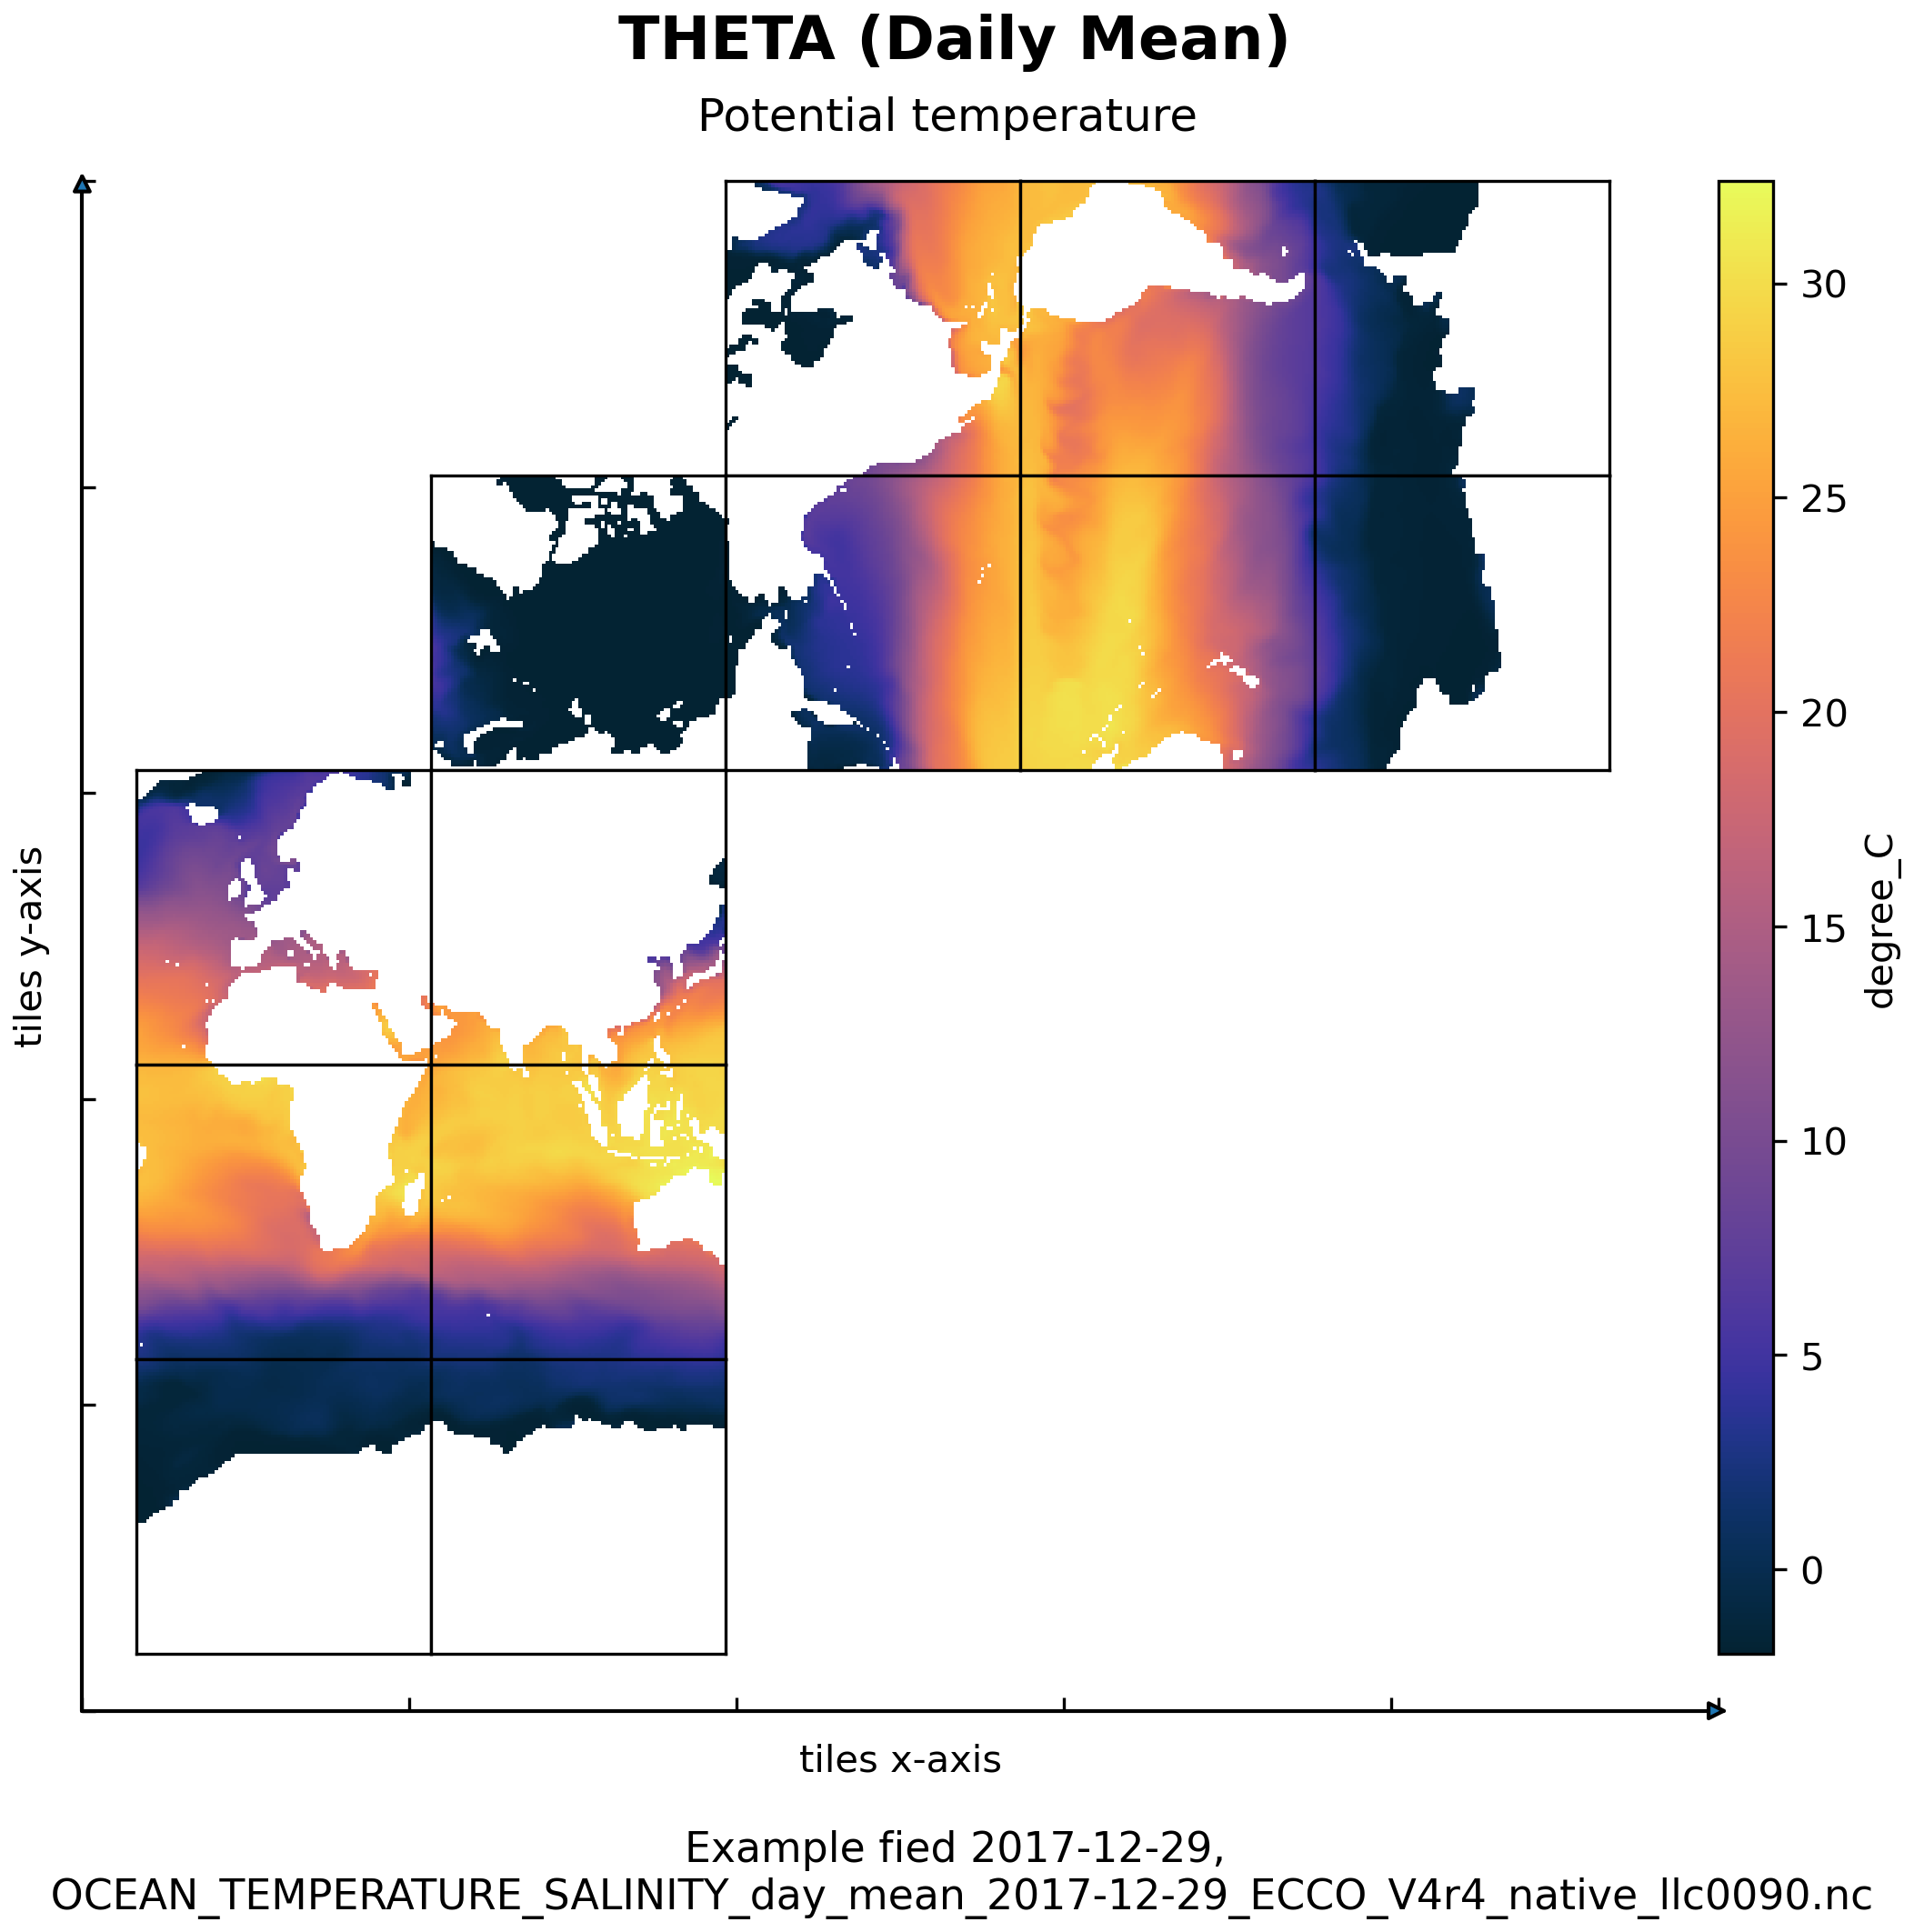 THETA (Daily Mean)
Potential temperature
30
25
20
15
10
5
0
degree_C
tiles y-axis
tiles x-axis
Example fied 2017-12-29,
OCEAN_TEMPERATURE_SALINITY_day_mean_2017-12-29_ECCO_V4r4_native_llc0090.nc